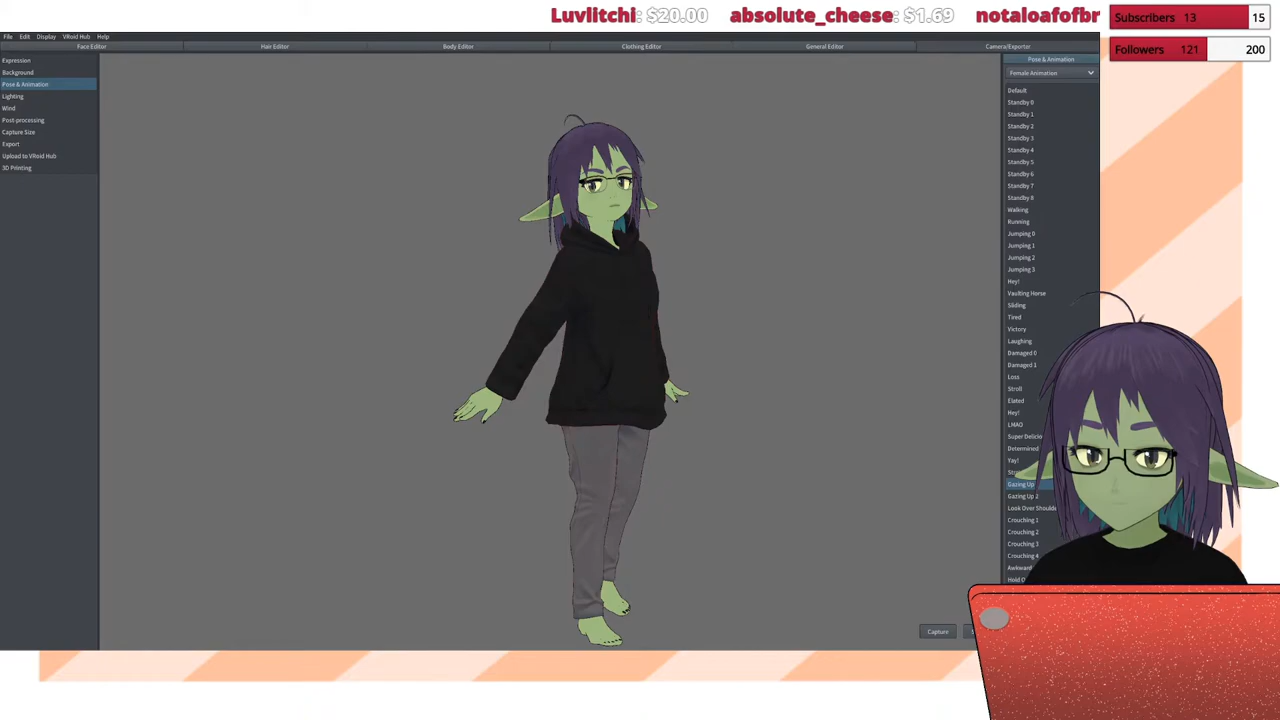 Luvlitchi: $20.00 absolute_cheese: $1.69 notaloafofbr
Subscribers 13 15
Followers 121 200
File Edit Display VRoid Hub Help
Face Editor Hair Editor Body Editor Clothing Editor General Editor Camera/Exporter
Expression
Background
Pose & Animation
Lighting
Wind
Post-processing
Capture Size
Export
Upload to VRoid Hub
3D Printing
Pose & Animation
Female Animation
Default
Standby 0
Standby 1
Standby 2
Standby 3
Standby 4
Standby 5
Standby 6
Standby 7
Standby 8
Walking
Running
Jumping 0
Jumping 1
Jumping 2
Jumping 3
Hey!
Vaulting Horse
Sliding
Tired
Victory
Laughing
Damaged 0
Damaged 1
Loss
Stroll
Elated
Hey!
LMAO
Super Delicio
Determined
Yay!
Gazing Up
Gazing Up 2
Look Over Shoulde
Crouching 1
Crouching 2
Crouching 3
Crouching 4
Awkward
Hold O
Capture